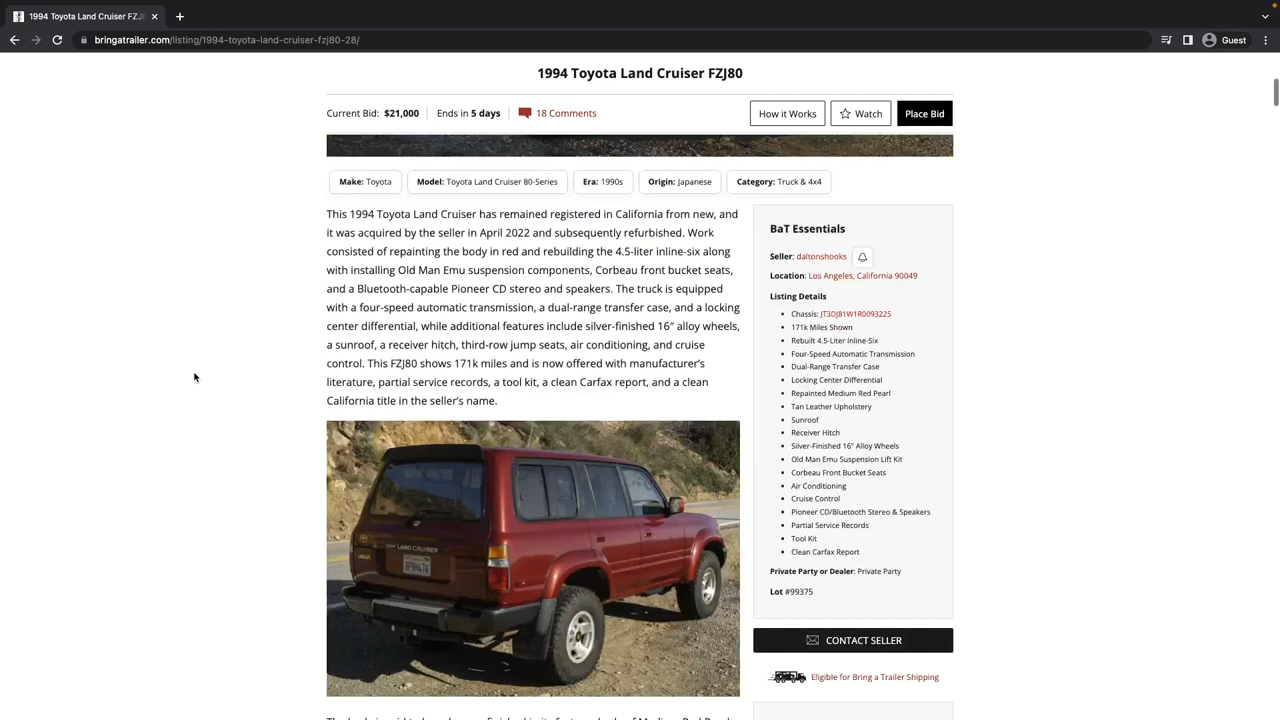 1994 Toyota Land Cruiser FZJ8
bringatrailer.com/listing/1994-toyota-land-cruiser-fzj80-28/
Guest
1994 Toyota Land Cruiser FZJ80
Current Bid: $21,000
Ends in 5 days
18 Comments
How it Works
Watch
Place Bid
Make: Toyota
Model: Toyota Land Cruiser 80-Series
Era: 1990s
Origin: Japanese
Category: Truck & 4x4
This 1994 Toyota Land Cruiser has remained registered in California from new, and
it was acquired by the seller in April 2022 and subsequently refurbished. Work
consisted of repainting the body in red and rebuilding the 4.5-liter inline-six along
with installing Old Man Emu suspension components, Corbeau front bucket seats,
and a Bluetooth-capable Pioneer CD stereo and speakers. The truck is equipped
with a four-speed automatic transmission, a dual-range transfer case, and a locking
center differential, while additional features include silver-finished 16″ alloy wheels,
a sunroof, a receiver hitch, third-row jump seats, air conditioning, and cruise
control. This FZJ80 shows 171k miles and is now offered with manufacturer’s
literature, partial service records, a tool kit, a clean Carfax report, and a clean
California title in the seller’s name.
LAND CRUISER
BaT Essentials
Seller: daltonshooks
Location: Los Angeles, California 90049
Listing Details
Chassis: JT3DJ81W1R0093225
171k Miles Shown
Rebuilt 4.5-Liter Inline-Six
Four-Speed Automatic Transmission
Dual-Range Transfer Case
Locking Center Differential
Repainted Medium Red Pearl
Tan Leather Upholstery
Sunroof
Receiver Hitch
Silver-Finished 16" Alloy Wheels
Old Man Emu Suspension Lift Kit
Corbeau Front Bucket Seats
Air Conditioning
Cruise Control
Pioneer CD/Bluetooth Stereo & Speakers
Partial Service Records
Tool Kit
Clean Carfax Report
Private Party or Dealer: Private Party
Lot #99375
CONTACT SELLER
Eligible for Bring a Trailer Shipping